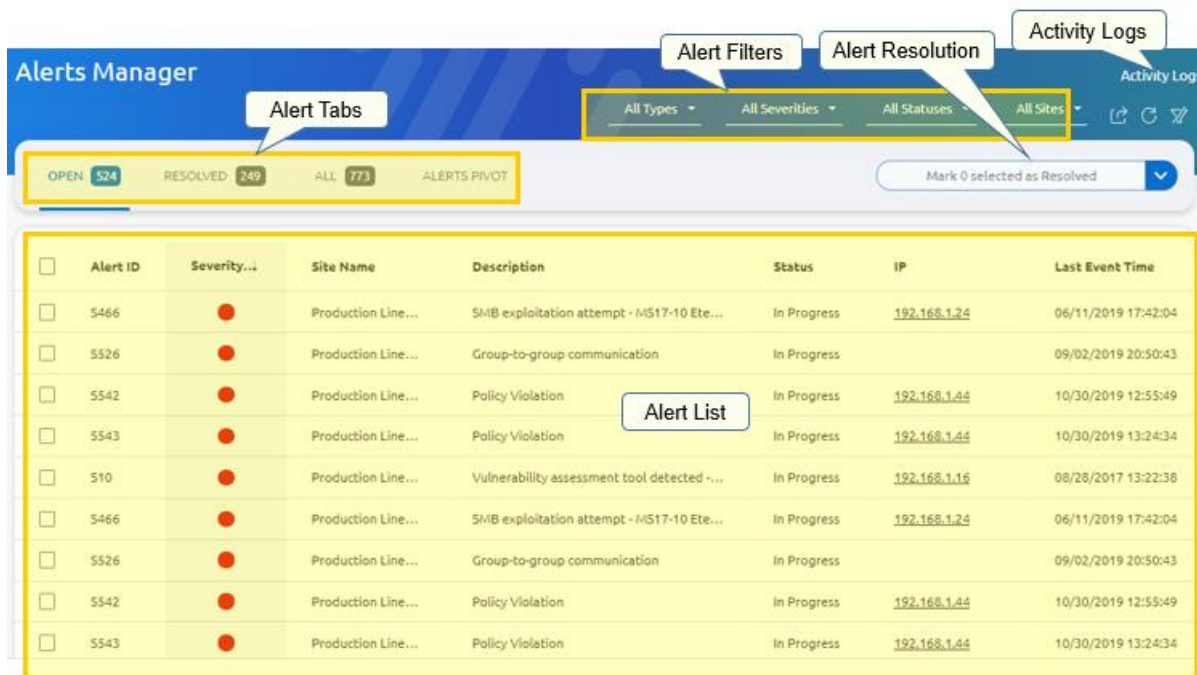 Activity Logs
Alert Filters
Alert Resolution
Alerts Manager
Activity Log
Alert Tabs
All Types
All Severities
All Statuses
All Sites
OPEN 524 RESOLVED 249 ALL 773 ALERTS PIVOT
Mark 0 selected as Resolved
Alert ID Severity... Site Name Description Status IP Last Event Time
5466 Production Line... SMB exploitation attempt - MS17-10 Ete... In Progress 192.168.1.24 06/11/2019 17:42:04
5526 Production Line... Group-to-group communication In Progress 09/02/2019 20:50:43
5542 Production Line... Policy Violation In Progress 192.168.1.44 10/30/2019 12:55:49
Alert List
5543 Production Line... Policy Violation In Progress 192.168.1.44 10/30/2019 13:24:34
510 Production Line... Vulnerability assessment tool detected -... In Progress 192.168.1.16 08/28/2017 13:22:38
5466 Production Line... SMB exploitation attempt - MS17-10 Ete... In Progress 192.168.1.24 06/11/2019 17:42:04
5526 Production Line... Group-to-group communication In Progress 09/02/2019 20:50:43
5542 Production Line... Policy Violation In Progress 192.168.1.44 10/30/2019 12:55:49
5543 Production Line... Policy Violation In Progress 192.168.1.44 10/30/2019 13:24:34